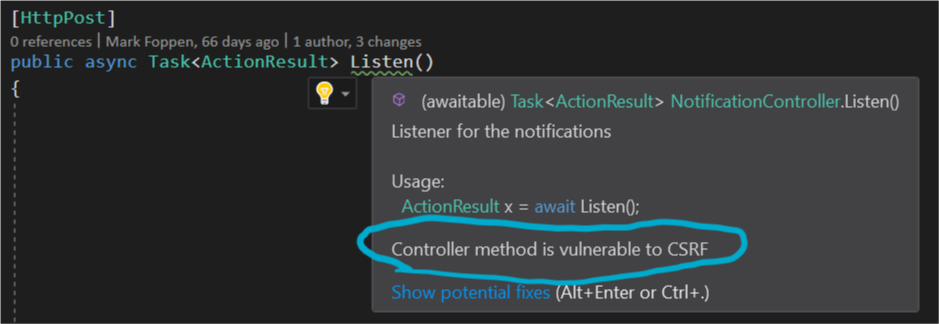 [HttpPost]
0 references | Mark Foppen, 66 days ago | 1 author, 3 changes
public async Task<ActionResult> Listen()
{
(awaitable) Task<ActionResult> NotificationController.Listen()
Listener for the notifications
Usage:
ActionResult x = await Listen();
Controller method is vulnerable to CSRF
Show potential fixes (Alt+Enter or Ctrl+.)